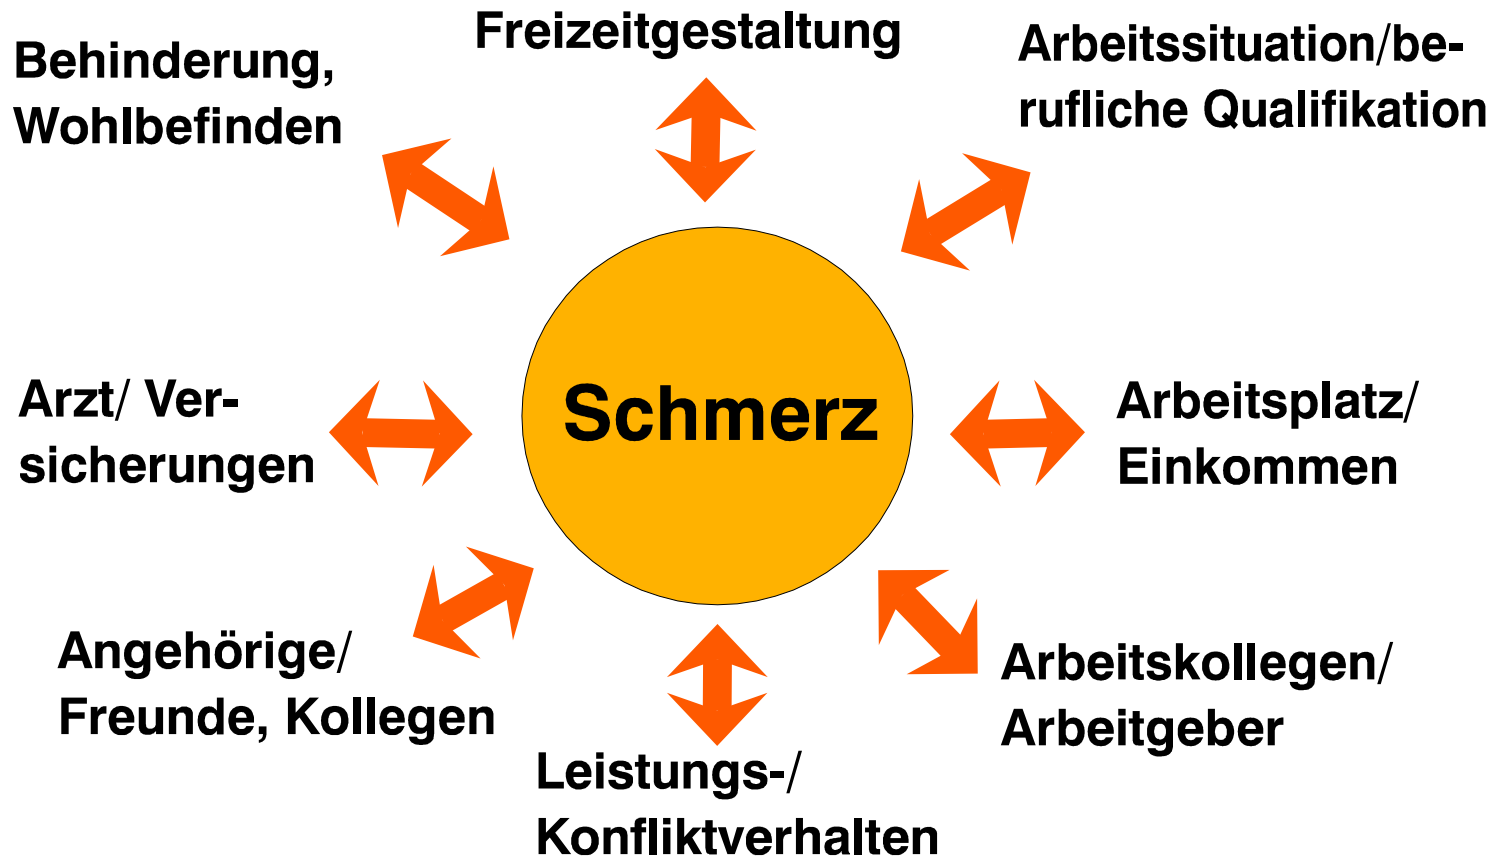 Freizeitgestaltung
Behinderung,
Wohlbefinden
Arbeitssituation/be-
rufliche Qualifikation
Schmerz
Arzt/ Ver-
sicherungen
Arbeitsplatz/
Einkommen
Angehörige/
Freunde, Kollegen
Arbeitskollegen/
Arbeitgeber
Leistungs-/
Konfliktverhalten